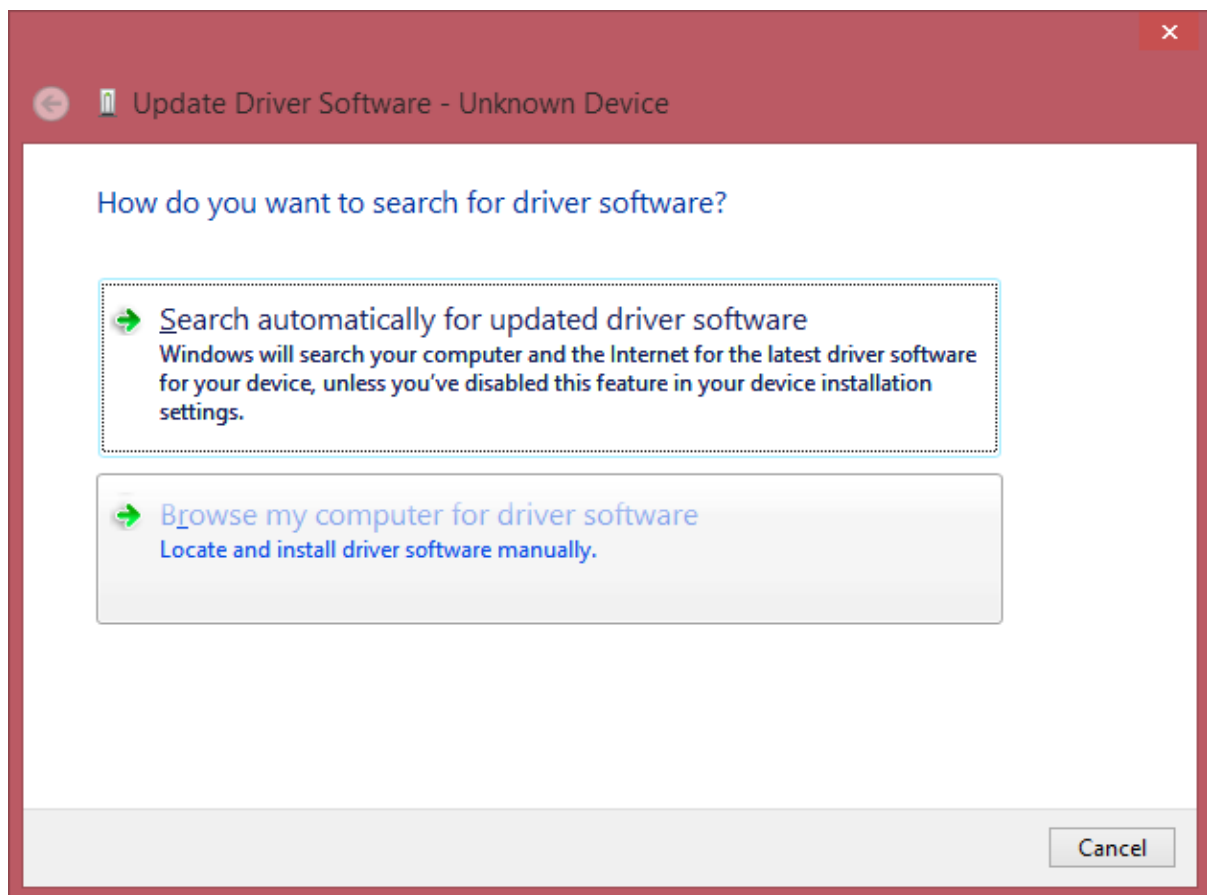 Update Driver Software - Unknown Device
How do you want to search for driver software?
Search automatically for updated driver software
Windows will search your computer and the Internet for the latest driver software
for your device, unless you've disabled this feature in your device installation
settings.
Browse my computer for driver software
Locate and install driver software manually.
Cancel